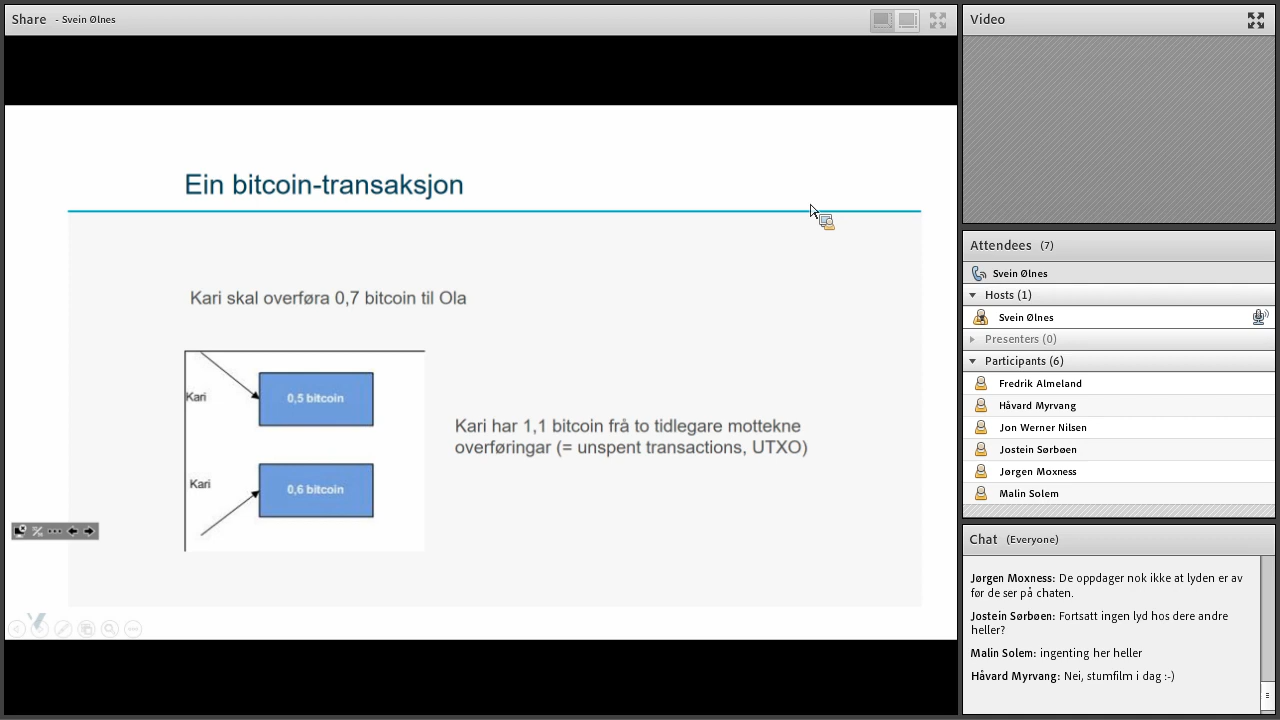 Share - Svein Ølnes
Ein bitcoin-transaksjon
Kari skal overføra 0,7 bitcoin til Ola
Kari
0,5 bitcoin
Kari
0,6 bitcoin
Kari har 1,1 bitcoin frå to tidlegare mottekne
overføringar (= unspent transactions, UTXO)
Video
Attendees (7)
Svein Ølnes
Hosts (1)
Svein Ølnes
Presenters (0)
Participants (6)
Fredrik Almeland
Håvard Myrvang
Jon Werner Nilsen
Jostein Sørbøen
Jørgen Moxness
Malin Solem
Chat (Everyone)
Jørgen Moxness: De oppdager nok ikke at lyden er av
før de ser på chaten.
Jostein Sørbøen: Fortsatt ingen lyd hos dere andre
heller?
Malin Solem: ingenting her heller
Håvard Myrvang: Nei, stumfilm i dag :-)